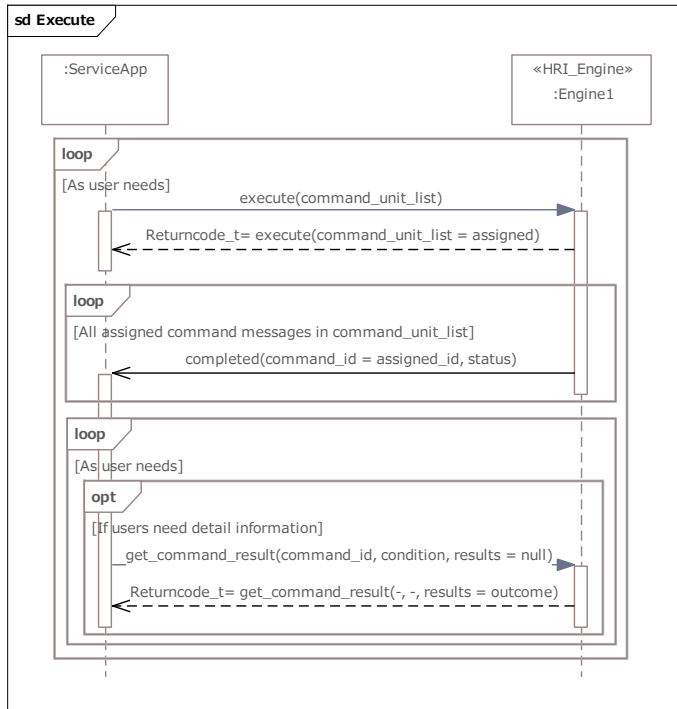 sd Execute
:ServiceApp
«HRI_Engine»
:Engine1
loop
[As user needs]
execute(command_unit_list)
Returncode_t= execute(command_unit_list = assigned)
loop
[All assigned command messages in command_unit_list]
completed(command_id = assigned_id, status)
loop
[As user needs]
opt
[If users need detail information]
get_command_result(command_id, condition, results = null)
Returncode_t= get_command_result(-, -, results = outcome)